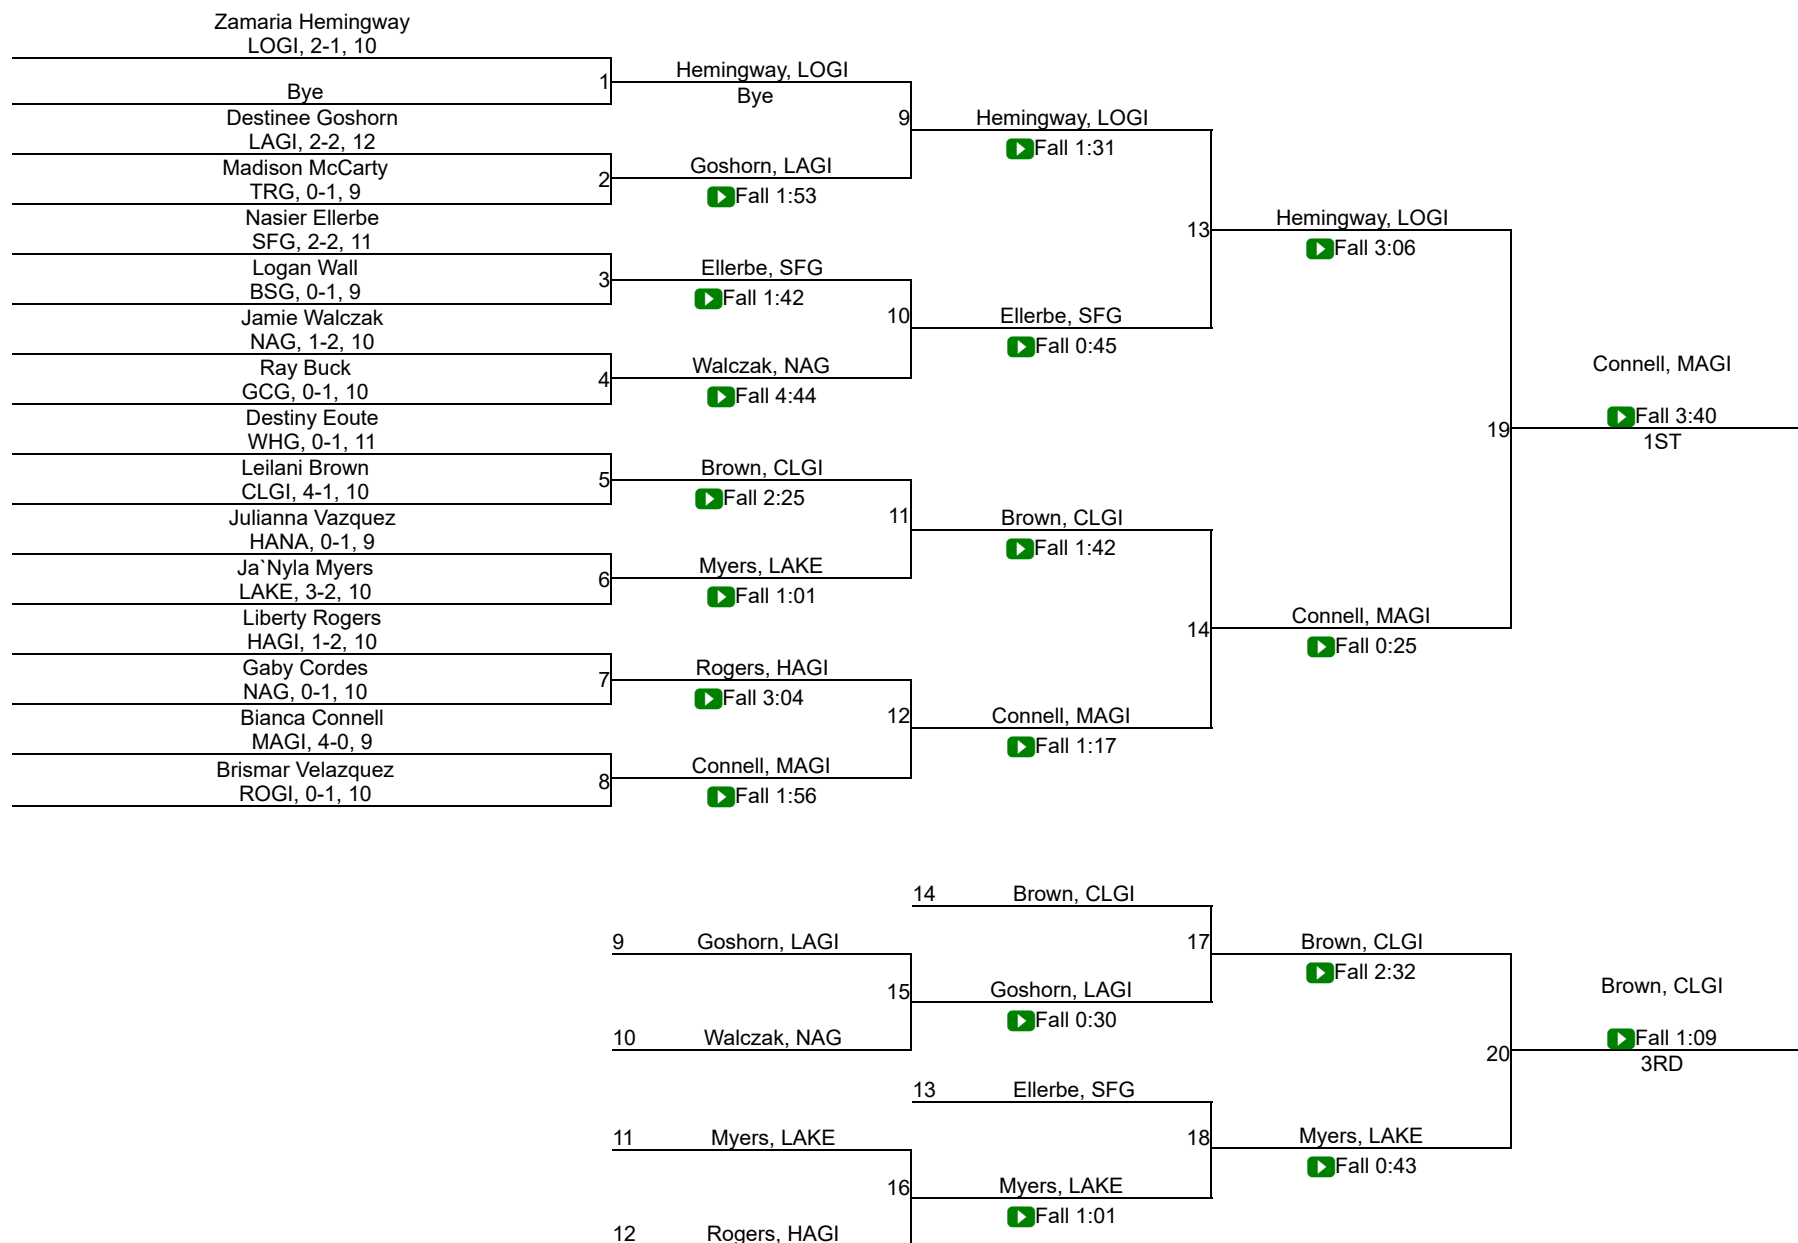 Zamaria Hemingway
LOGI, 2-1, 10
Bye
1
Destinee Goshorn
LAGI, 2-2, 12
Madison McCarty
TRG, 0-1, 9
2
Nasier Ellerbe
SFG, 2-2, 11
Logan Wall
BSG, 0-1, 9
3
Jamie Walczak
NAG, 1-2, 10
Ray Buck
GCG, 0-1, 10
4
Destiny Eoute
WHG, 0-1, 11
Leilani Brown
CLGI, 4-1, 10
5
Julianna Vazquez
HANA, 0-1, 9
Ja`Nyla Myers
LAKE, 3-2, 10
6
Liberty Rogers
HAGI, 1-2, 10
Gaby Cordes
NAG, 0-1, 10
7
Bianca Connell
MAGI, 4-0, 9
Brismar Velazquez
ROGI, 0-1, 10
8
Hemingway, LOGI
Bye
9
Goshorn, LAGI
Fall 1:53
Ellerbe, SFG
Fall 1:42
10
Walczak, NAG
Fall 4:44
Brown, CLGI
Fall 2:25
11
Myers, LAKE
Fall 1:01
Rogers, HAGI
Fall 3:04
12
Connell, MAGI
Fall 1:56
Hemingway, LOGI
Fall 1:31
13
Ellerbe, SFG
Fall 0:45
Brown, CLGI
Fall 1:42
14
Connell, MAGI
Fall 1:17
Hemingway, LOGI
Fall 3:06
19
Connell, MAGI
Fall 0:25
Connell, MAGI
Fall 3:40
1ST
14 Brown, CLGI
9 Goshorn, LAGI
17
15
Goshorn, LAGI
Fall 0:30
10 Walczak, NAG
13 Ellerbe, SFG
11 Myers, LAKE
18
16
Myers, LAKE
Fall 1:01
12 Rogers, HAGI
Brown, CLGI
Fall 2:32
20
Myers, LAKE
Fall 0:43
Brown, CLGI
Fall 1:09
3RD